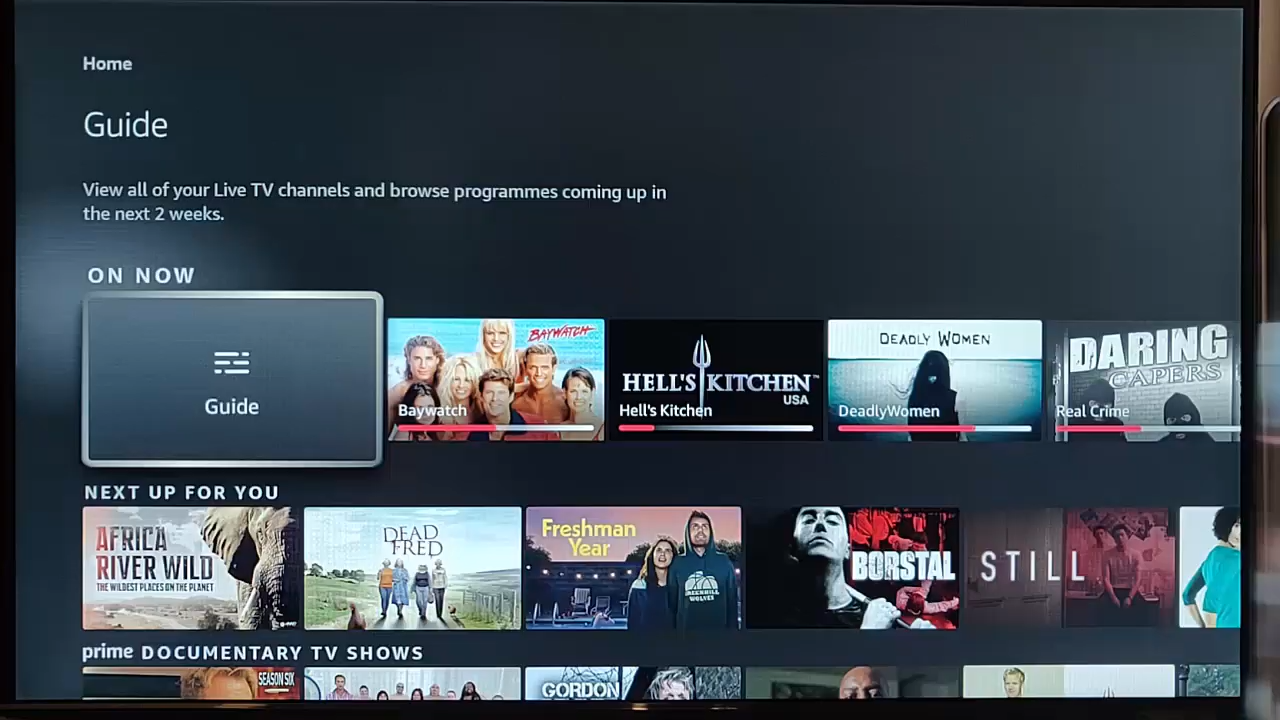 Home
Guide
View all of your Live TV channels and browse programmes coming up in
the next 2 weeks.
ON NOW
Guide
BAYWATCH
Baywatch
HELL'S KITCHEN™
USA
Hell's Kitchen
DEADLY WOMEN
DeadlyWomen
DARING
CAPERS
Real Crime
NEXT UP FOR YOU
AFRICA
RIVER WILD
THE WILDEST PLACES ON THE PLANET
DEAD
FRED
Freshman
Year
GREENHILL
WOLVES
BORSTAL
STILL
prime DOCUMENTARY TV SHOWS
SEASON SIX
GORDON